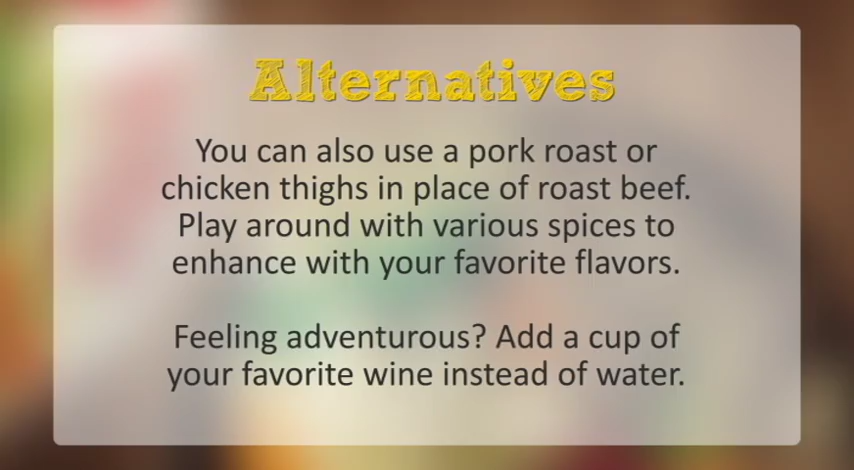 Alternatives
You can also use a pork roast or
chicken thighs in place of roast beef.
Play around with various spices to
enhance with your favorite flavors.
Feeling adventurous? Add a cup of
your favorite wine instead of water.